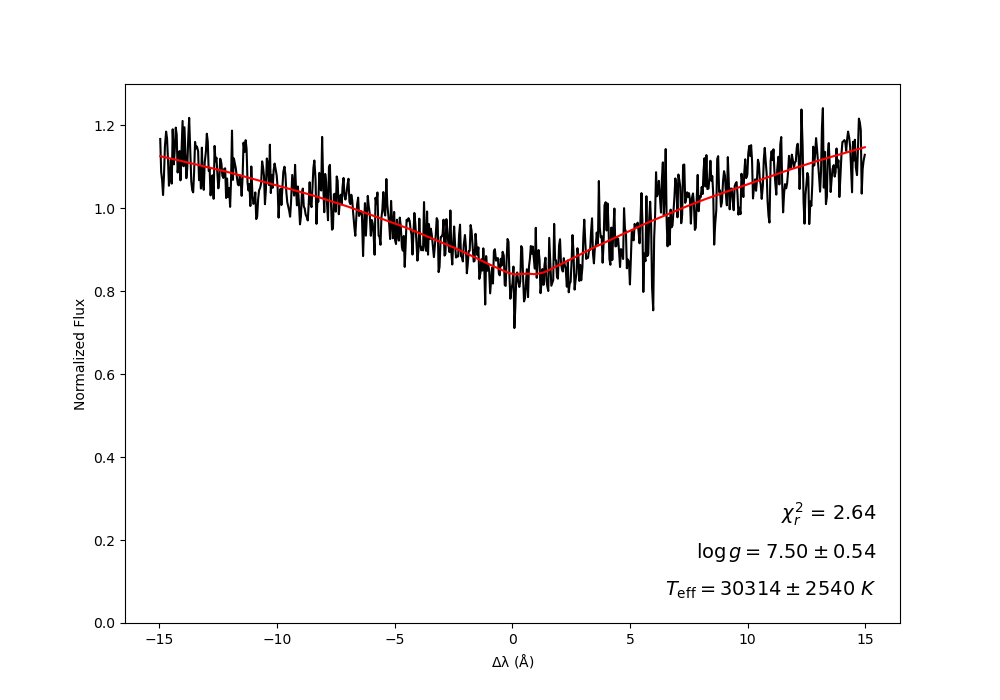 1.2
1.0
0.8
0.6
0.4
0.2
0.0
Normalized Flux
χ²ᵣ = 2.64
log g = 7.50 ± 0.54
T_eff = 30314 ± 2540 K
−15 −10 −5 0 5 10 15
Δλ (Å)